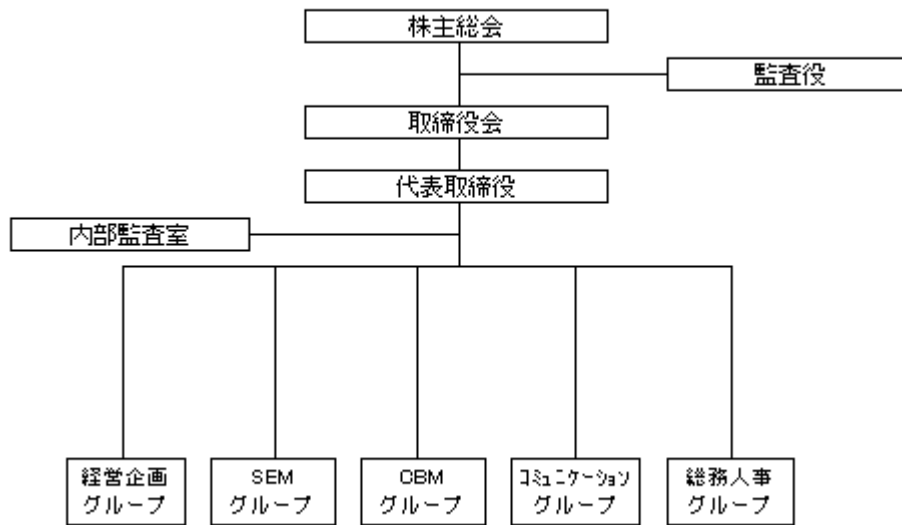 株主総会
監査役
取締役会
代表取締役
内部監査室
経営企画
グループ
SEM
グループ
CBM
グループ
ｺﾐｭﾆｹｰｼｮﾝ
グループ
総務人事
グループ